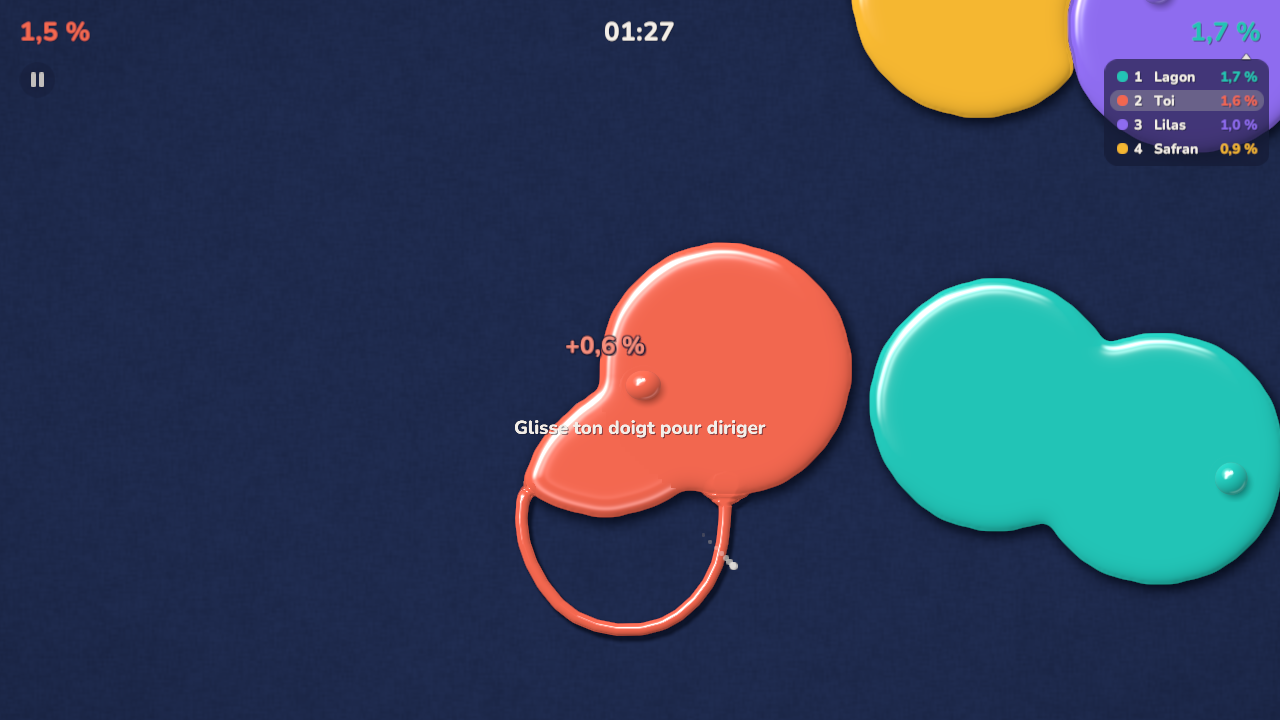 1,5 %
01:27
1,7 %
1 Lagon 1,7 %
2 Toi 1,6 %
3 Lilas 1,0 %
4 Safran 0,9 %
+0,6 %
Glisse ton doigt pour diriger